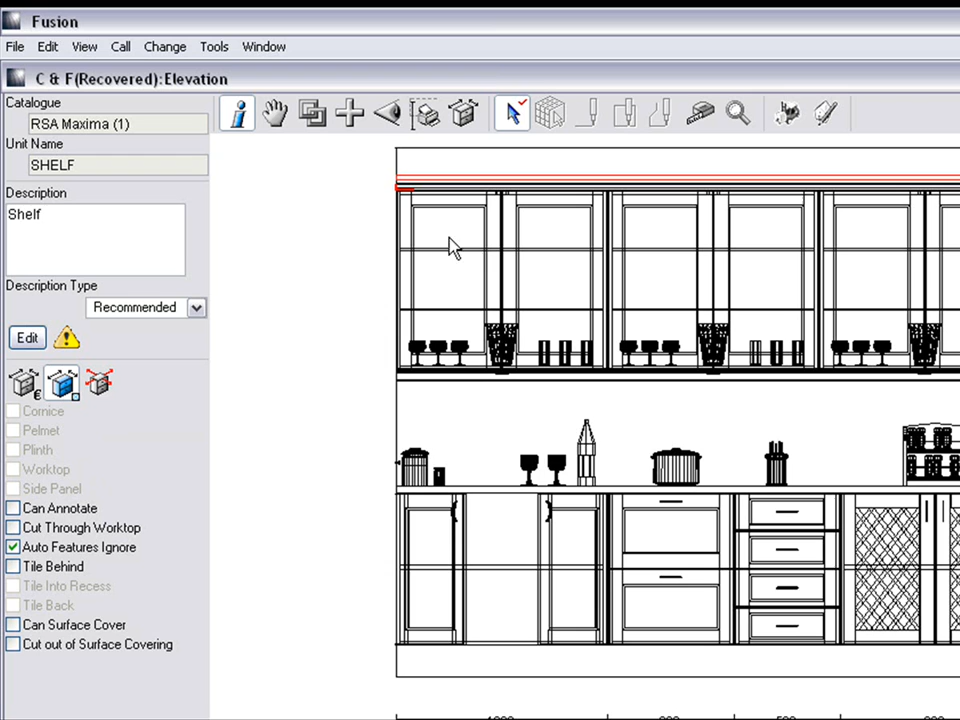 Fusion
File Edit View Call Change Tools Window
C & F(Recovered):Elevation
Catalogue
RSA Maxima (1)
Unit Name
SHELF
Description
Shelf
Description Type
Recommended
Edit
Cornice
Pelmet
Plinth
Worktop
Side Panel
Can Annotate
Cut Through Worktop
Auto Features Ignore
Tile Behind
Tile Into Recess
Tile Back
Can Surface Cover
Cut out of Surface Covering